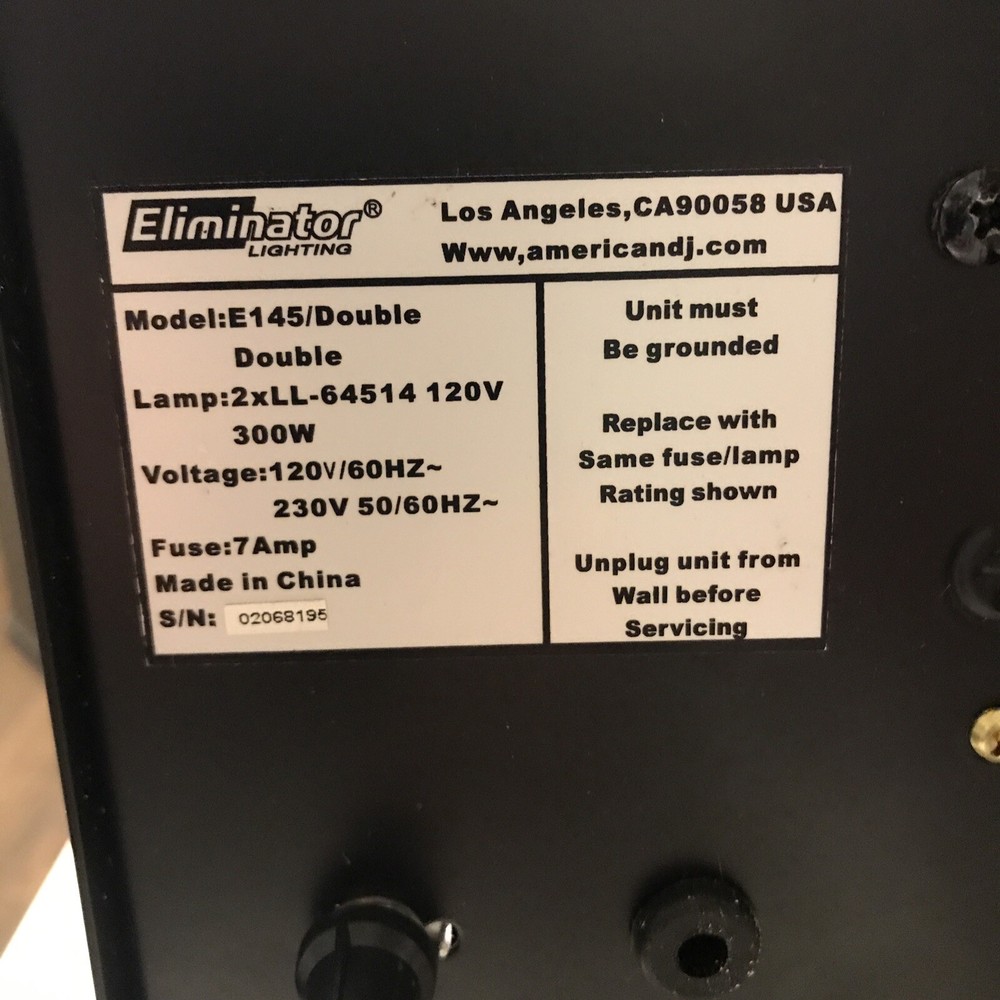 Eliminator®
LIGHTING
Los Angeles,CA90058 USA
Www,americandj.com
Model:E145/Double
Double
Lamp:2xLL-64514 120V
300W
Voltage:120V/60HZ~
230V 50/60HZ~
Fuse:7Amp
Made in China
S/N: 02068195
Unit must
Be grounded
Replace with
Same fuse/lamp
Rating shown
Unplug unit from
Wall before
Servicing